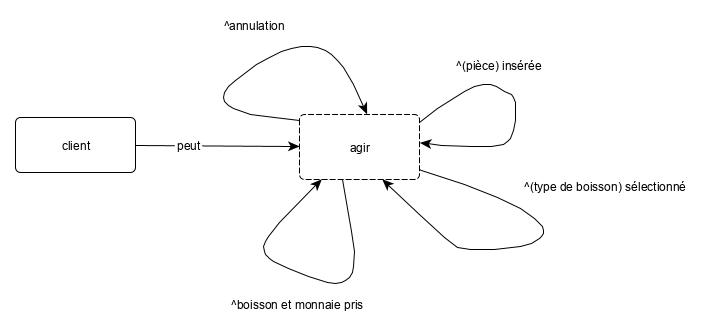 ^annulation
^(pièce) insérée
client
peut
agir
^(type de boisson) sélectionné
^boisson et monnaie pris